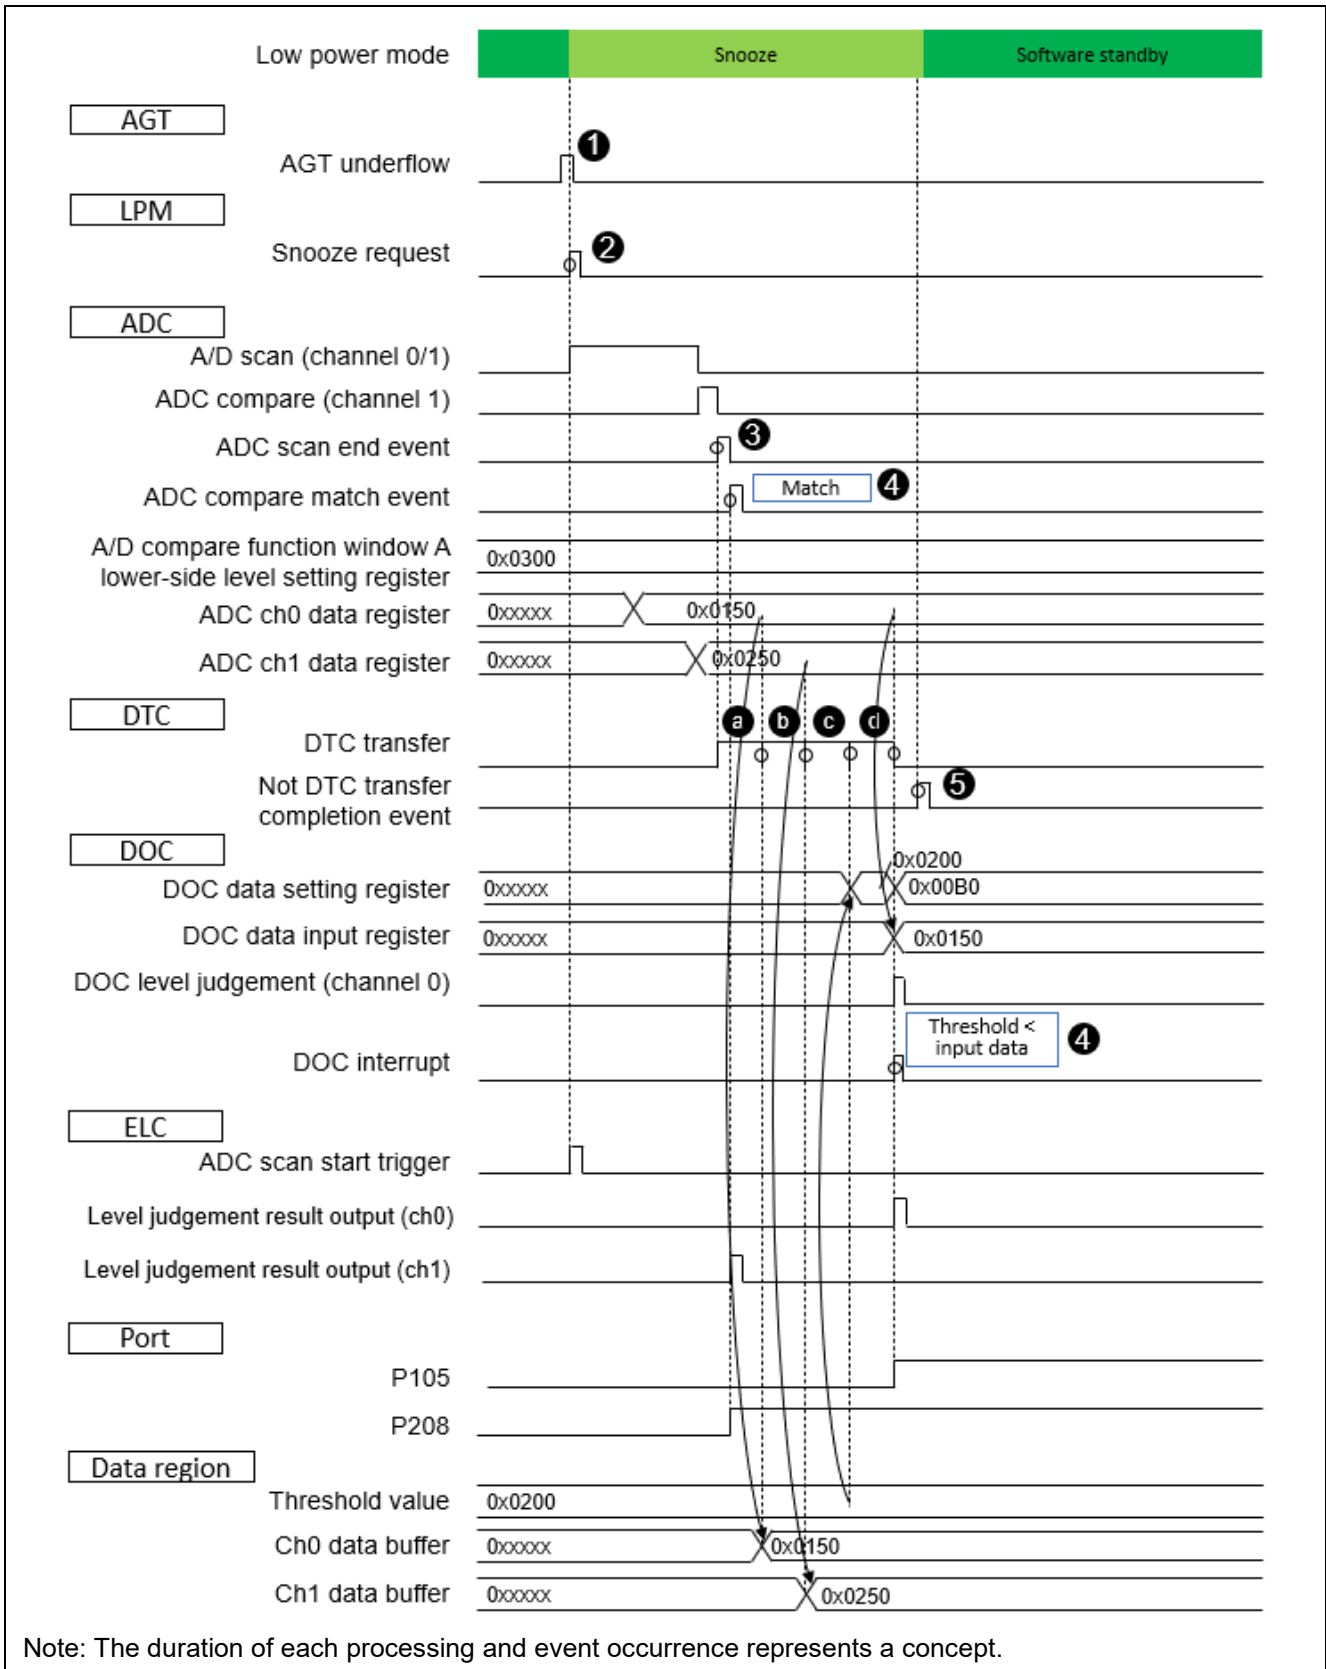 Low power mode
Snooze
Software standby
AGT
AGT underflow
1
LPM
Snooze request
2
ADC
A/D scan (channel 0/1)
ADC compare (channel 1)
ADC scan end event
3
ADC compare match event
Match
4
A/D compare function window A
lower-side level setting register
0x0300
ADC ch0 data register
0xxxxx
0x0150
ADC ch1 data register
0xxxxx
0x0250
DTC
a b c d
DTC transfer
Not DTC transfer
completion event
5
DOC
0x0200
DOC data setting register
0xxxxx
0x00B0
DOC data input register
0xxxxx
0x0150
DOC level judgement (channel 0)
Threshold <
input data
4
DOC interrupt
ELC
ADC scan start trigger
Level judgement result output (ch0)
Level judgement result output (ch1)
Port
P105
P208
Data region
Threshold value
0x0200
Ch0 data buffer
0xxxxx
0x0150
Ch1 data buffer
0xxxxx
0x0250
Note: The duration of each processing and event occurrence represents a concept.